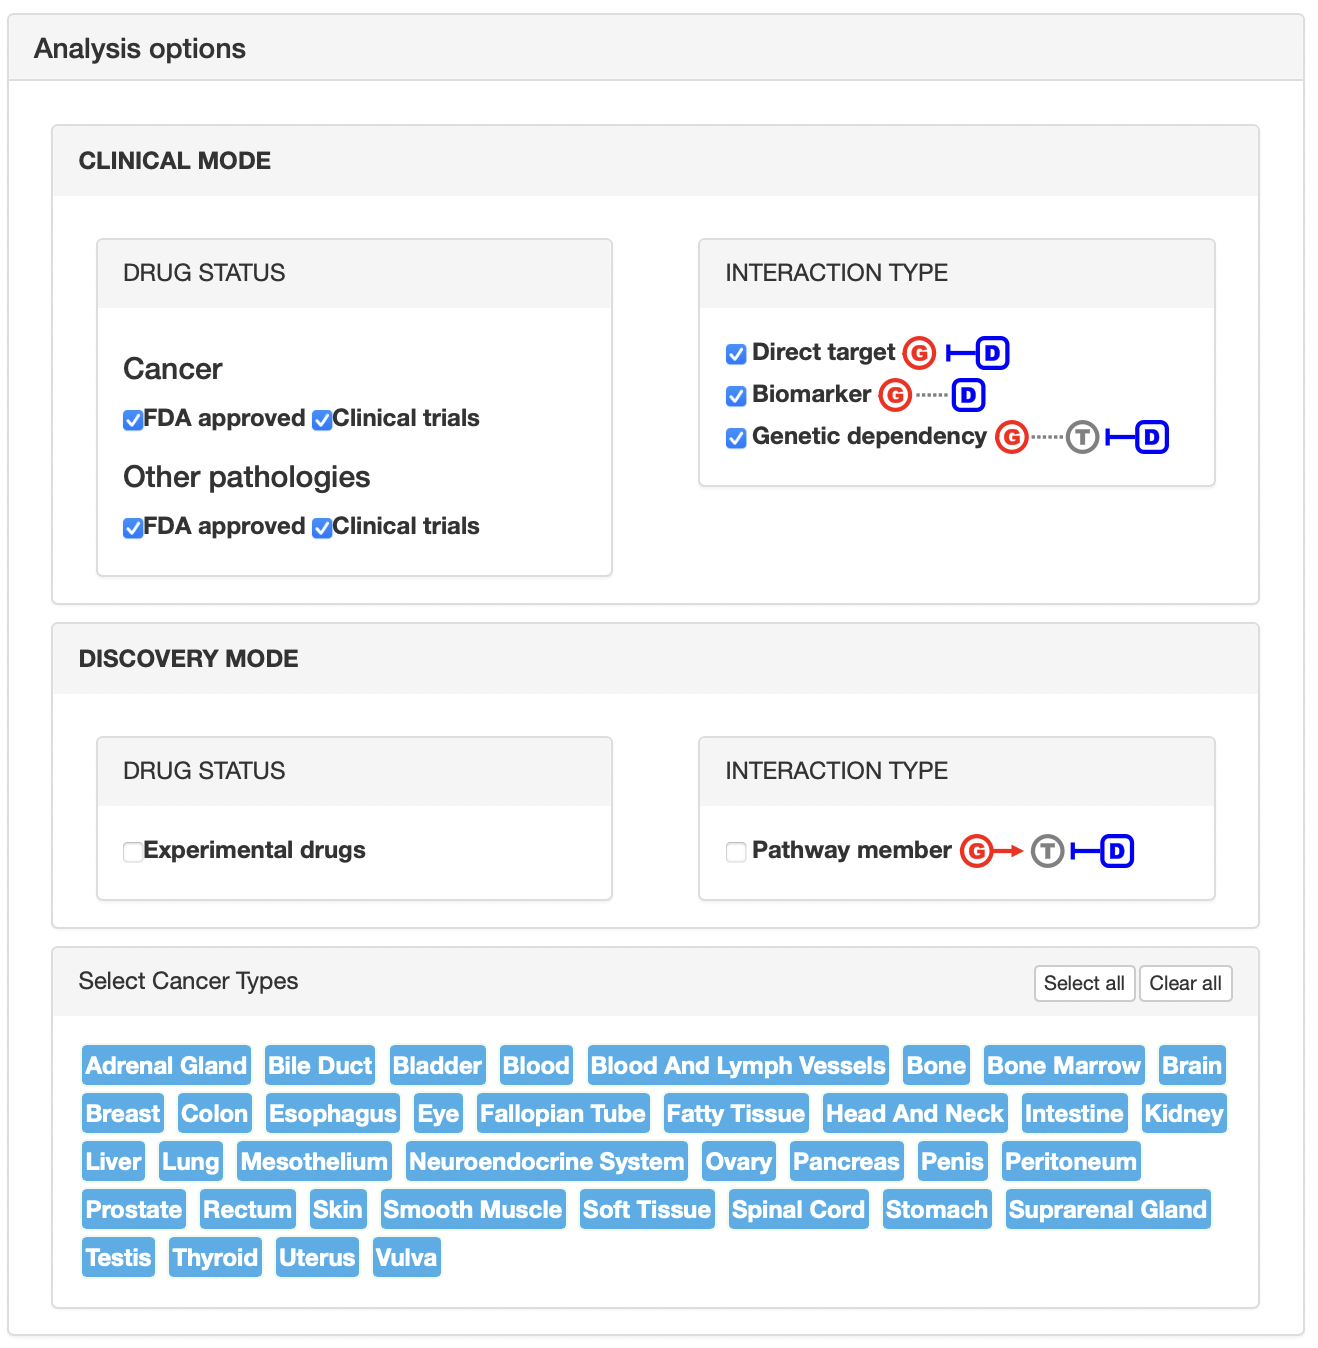 Analysis options
CLINICAL MODE
DRUG STATUS
Cancer
FDA approved Clinical trials
Other pathologies
FDA approved Clinical trials
INTERACTION TYPE
Direct target G D
Biomarker G D
Genetic dependency G T D
DISCOVERY MODE
DRUG STATUS
Experimental drugs
INTERACTION TYPE
Pathway member G T D
Select Cancer Types Select all Clear all
Adrenal Gland Bile Duct Bladder Blood Blood And Lymph Vessels Bone Bone Marrow Brain
Breast Colon Esophagus Eye Fallopian Tube Fatty Tissue Head And Neck Intestine Kidney
Liver Lung Mesothelium Neuroendocrine System Ovary Pancreas Penis Peritoneum
Prostate Rectum Skin Smooth Muscle Soft Tissue Spinal Cord Stomach Suprarenal Gland
Testis Thyroid Uterus Vulva